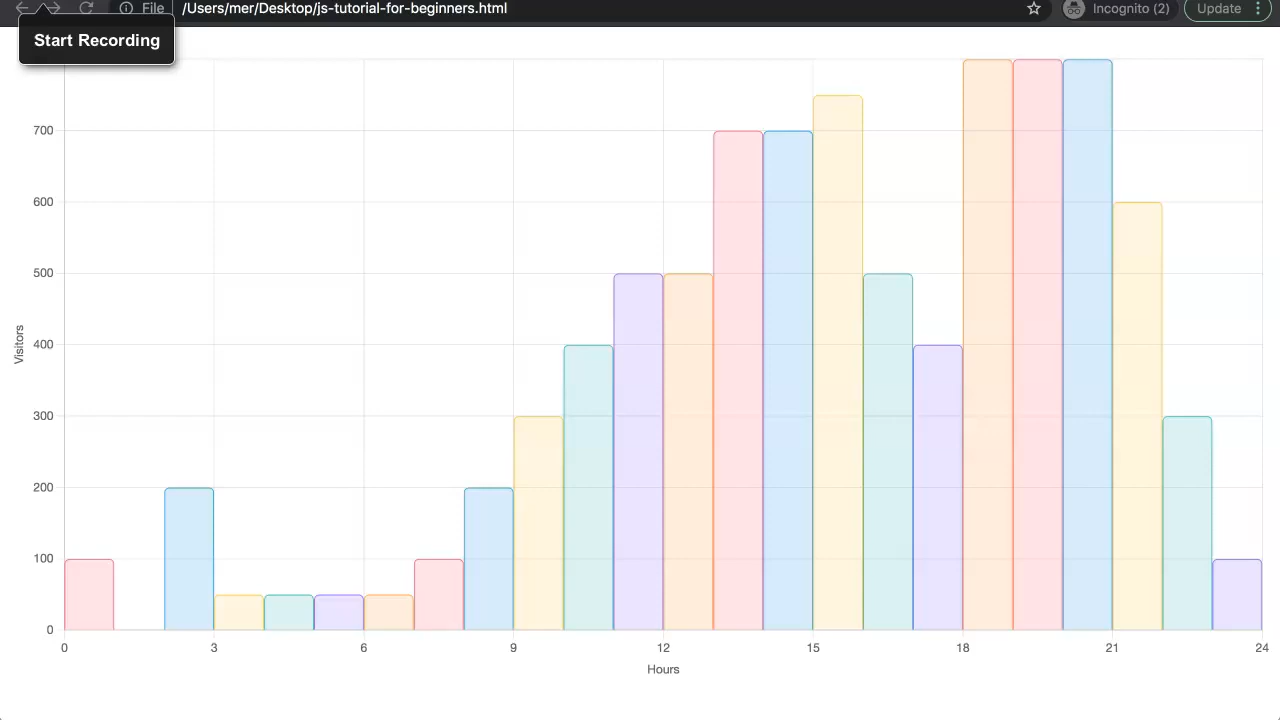 File /Users/mer/Desktop/js-tutorial-for-beginners.html Incognito (2) Update
Start Recording
700
600
500
400
300
200
100
0
Visitors
0 3 6 9 12 15 18 21 24
Hours